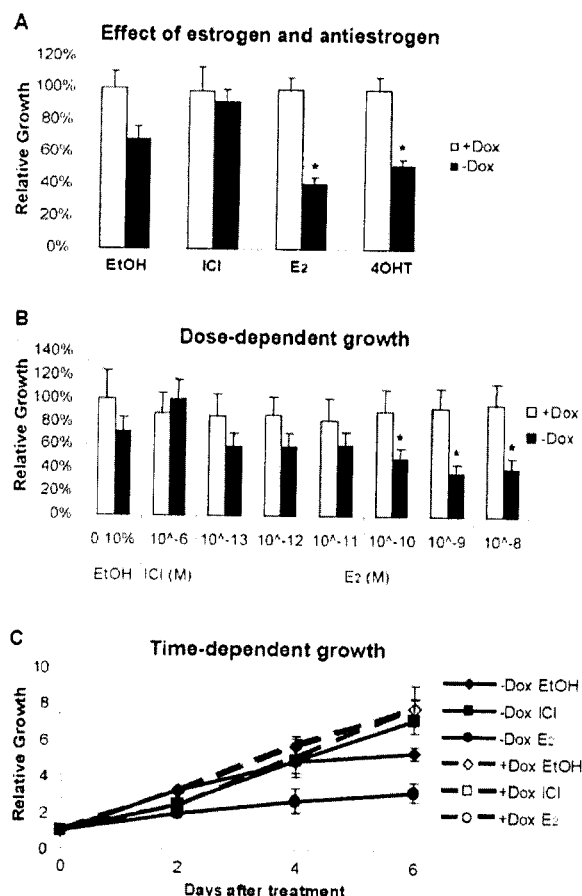 A
Effect of estrogen and antiestrogen
120%
100%
80%
60%
40%
20%
0%
Relative Growth
EtOH ICI E2 4OHT
+Dox
-Dox
* *
B
Dose-dependent growth
140%
120%
100%
80%
60%
40%
20%
0%
Relative Growth
* * *
+Dox
-Dox
0 10% 10^-6 10^-13 10^-12 10^-11 10^-10 10^-9 10^-8
EtOH ICI (M) E2 (M)
C
Time-dependent growth
10
8
6
4
2
0
Relative Growth
0 2 4 6
Days after treatment
-Dox EtOH
-Dox ICI
-Dox E2
+Dox EtOH
+Dox ICI
+Dox E2